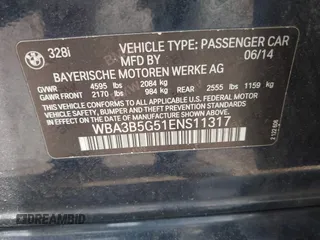 328i
VEHICLE TYPE: PASSENGER CAR
MFD BY 06/14
BAYERISCHE MOTOREN WERKE AG
GVWR 4595 lbs 2084 kg
GAWR FRONT 2170 lbs 984 kg REAR 2555 lbs 1159 kg
THIS VEHICLE CONFORMS TO ALL APPLICABLE U.S. FEDERAL MOTOR
VEHICLE SAFETY, BUMPER, AND THEFT PREVENTION STANDARDS
IN EFFECT ON THE DATE OF MANUFACTURE SHOWN ABOVE.
WBA3B5G51ENS11317
DREAMBID